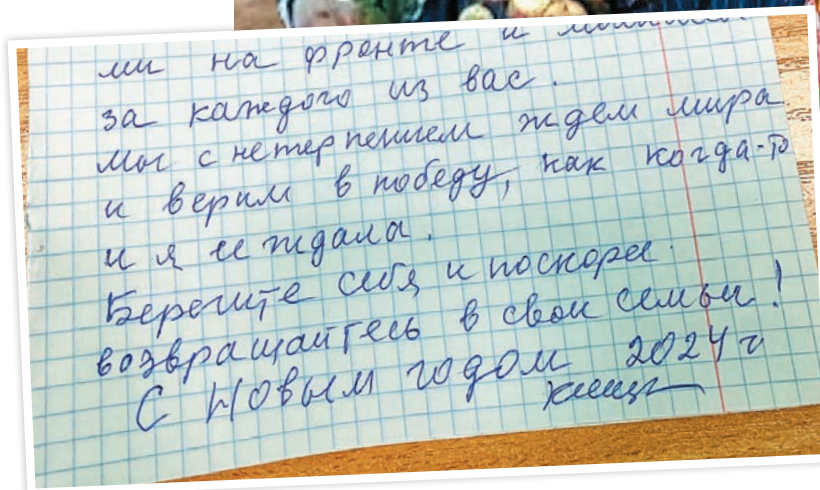 ми на фронте и
за каждого из вас.
мы с нетерпением ждем мира
и верим в победу, как когда-то
и я ее ждала.
Берегите себя и поскорее
возвращайтесь в свои семьи!
С Новым годом 2024 г